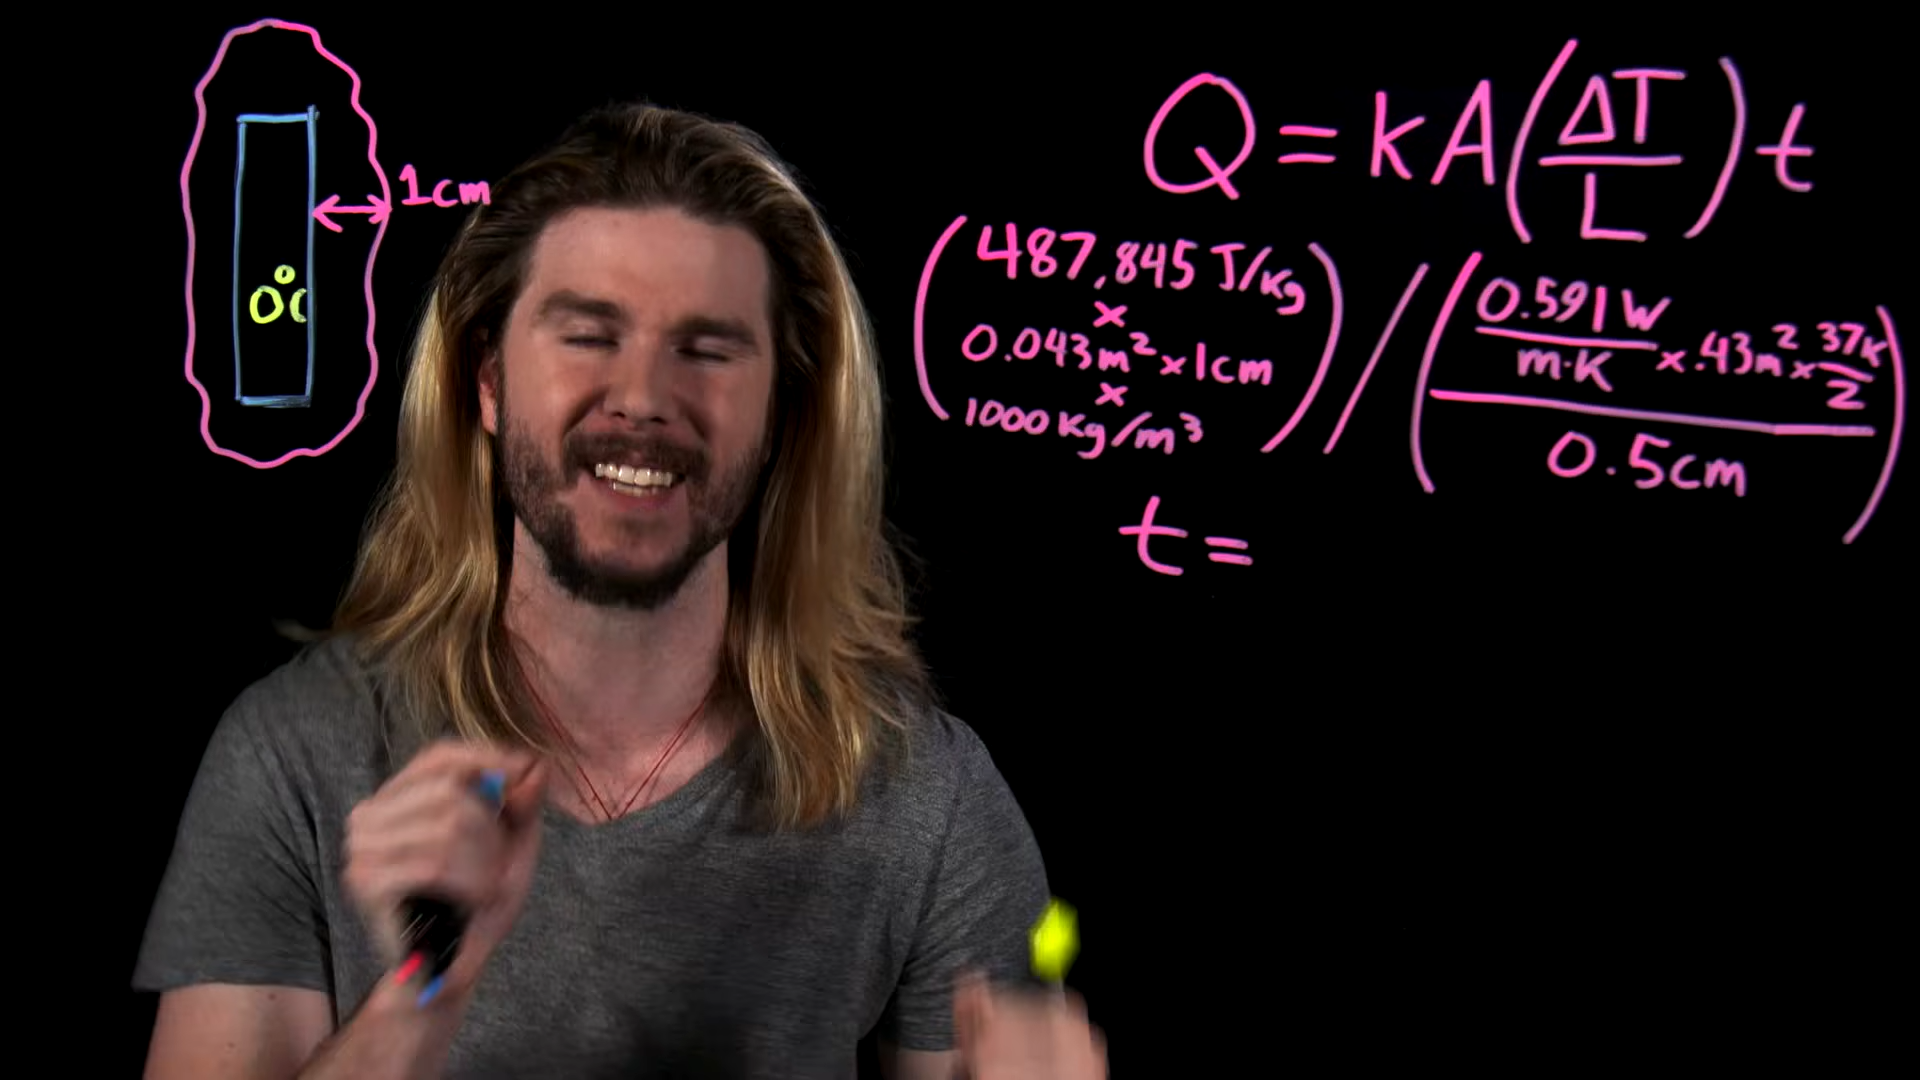 1cm
0°C
Q = kA(ΔT/L)t
(487,845 J/kg
x
0.043m² x 1cm
x
1000 kg/m³)
/
(0.591W/m·K x .43m² x 37K/2
0.5cm)
t =